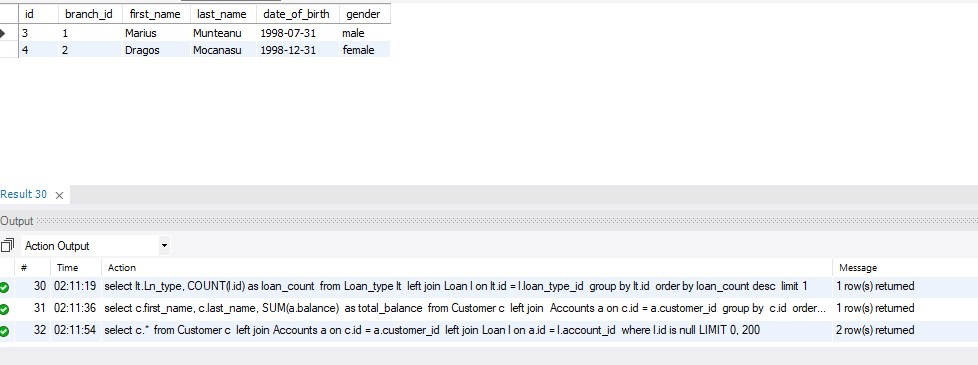 id branch_id first_name last_name date_of_birth gender
3 1 Marius Munteanu 1998-07-31 male
4 2 Dragos Mocanasu 1998-12-31 female
Result 30 ×
Output
Action Output
# Time Action Message
30 02:11:19 select lt.Ln_type, COUNT(l.id) as loan_count from Loan_type lt left join Loan l on lt.id = l.loan_type_id group by lt.id order by loan_count desc limit 1 1 row(s) returned
31 02:11:36 select c.first_name, c.last_name, SUM(a.balance) as total_balance from Customer c left join Accounts a on c.id = a.customer_id group by c.id order... 1 row(s) returned
32 02:11:54 select c.* from Customer c left join Accounts a on c.id = a.customer_id left join Loan l on a.id = l.account_id where l.id is null LIMIT 0, 200 2 row(s) returned